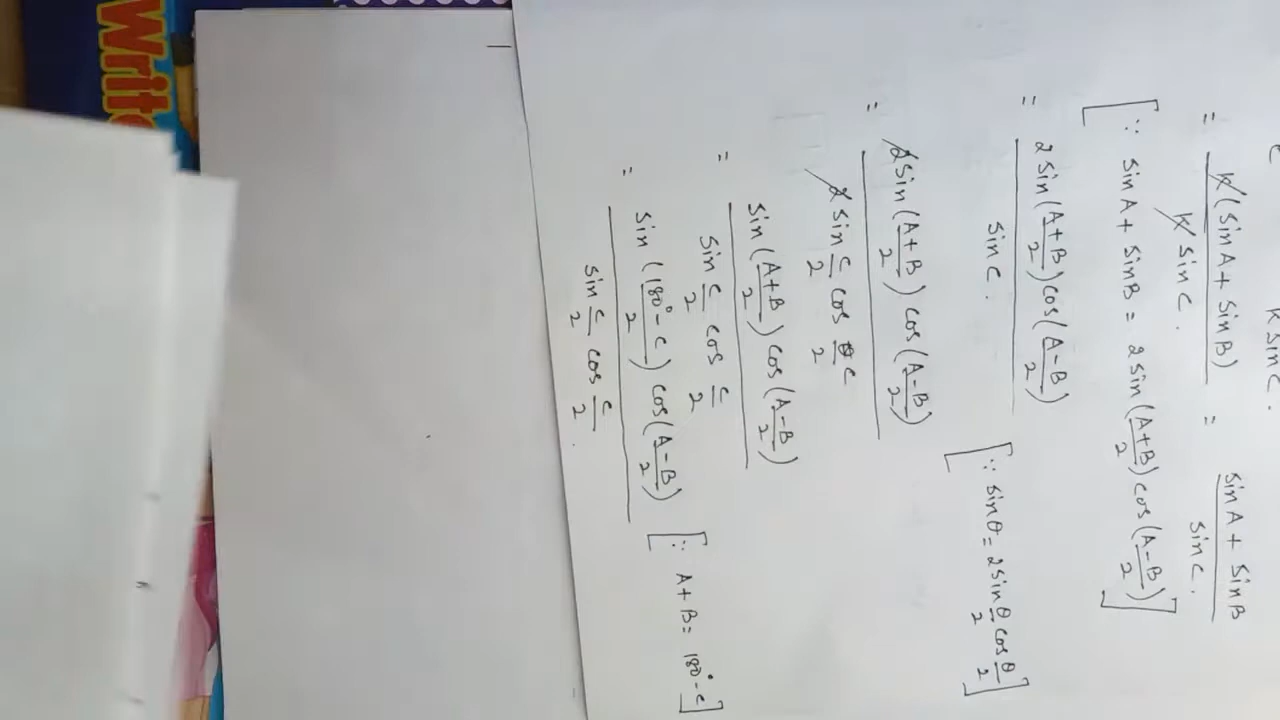 c K sin C.
= K(sin A + sin B) / K sin C. = sin A + sin B / sin C.
[∵ sin A + sin B = 2 sin (A+B/2) cos (A-B/2)]
= 2 sin (A+B/2) cos (A-B/2) / sin C.
[∵ sin θ = 2 sin θ/2 cos θ/2]
= 2 sin (A+B/2) cos (A-B/2) / 2 sin C/2 cos C/2
= sin (A+B/2) cos (A-B/2) / sin C/2 cos C/2
= sin (180°-C/2) cos (A-B/2) / sin C/2 cos C/2. [∵ A+B = 180°-C]
Write